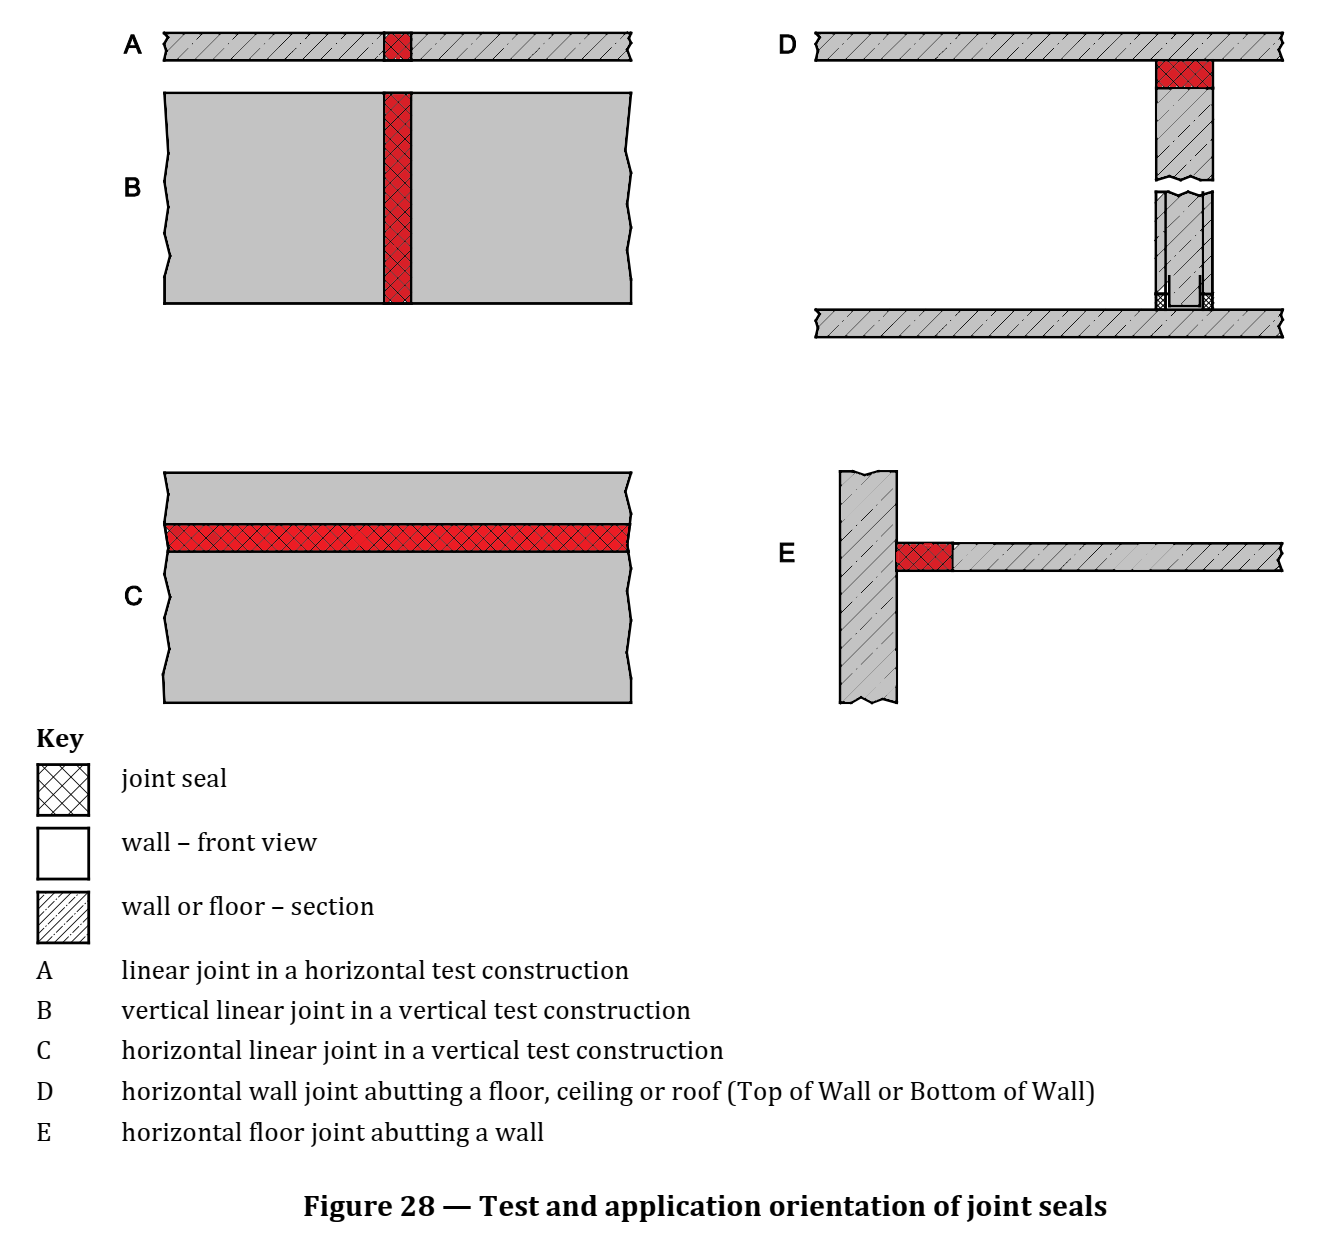 A
D
B
C
E
Key
joint seal
wall – front view
wall or floor – section
A linear joint in a horizontal test construction
B vertical linear joint in a vertical test construction
C horizontal linear joint in a vertical test construction
D horizontal wall joint abutting a floor, ceiling or roof (Top of Wall or Bottom of Wall)
E horizontal floor joint abutting a wall
Figure 28 — Test and application orientation of joint seals